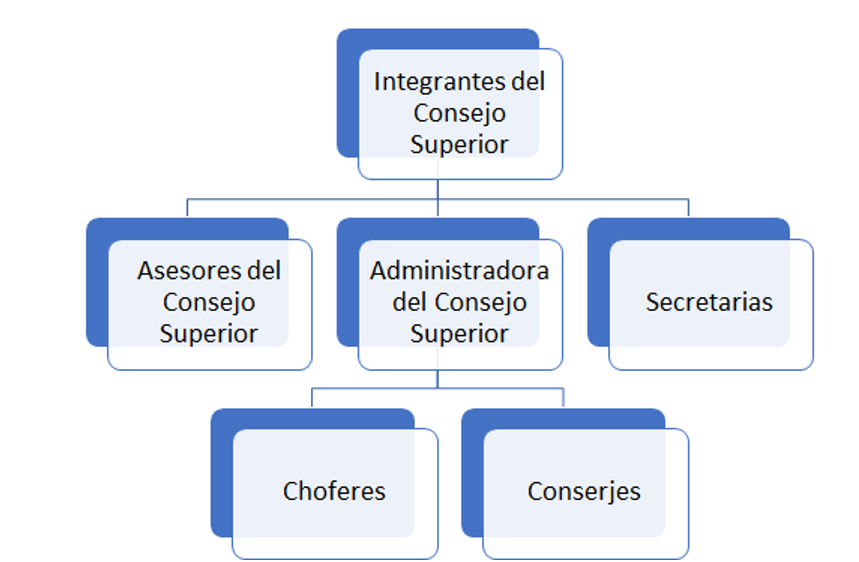 Integrantes del
Consejo
Superior
Asesores del
Consejo
Superior
Administradora
del Consejo
Superior
Secretarias
Choferes
Conserjes